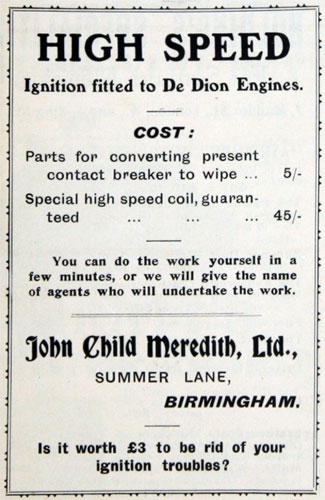 HIGH SPEED
Ignition fitted to De Dion Engines.
COST:
Parts for converting present
contact breaker to wipe ... 5/-
Special high speed coil, guaran-
teed ... ... ... 45/-
You can do the work yourself in
a few minutes, or we will give the name
of agents who will undertake the work.
John Child Meredith, Ltd.,
SUMMER LANE,
BIRMINGHAM.
Is it worth £3 to be rid of your
ignition troubles?